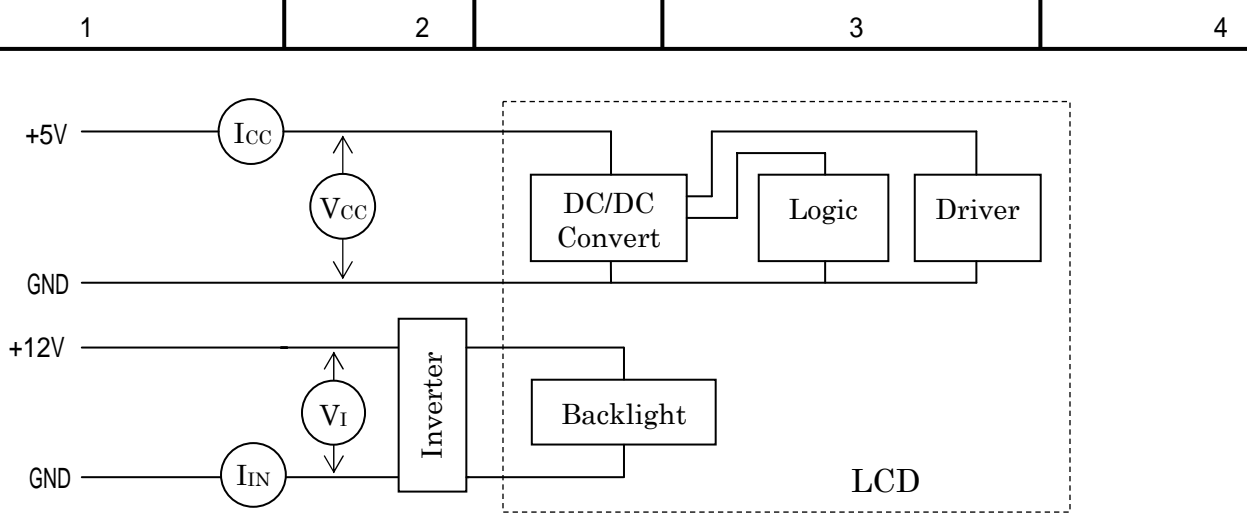 1 2 3 4
+5V
ICC
VCC
DC/DC
Convert
Logic
Driver
GND
+12V
VI
Inverter
Backlight
GND
IIN
LCD